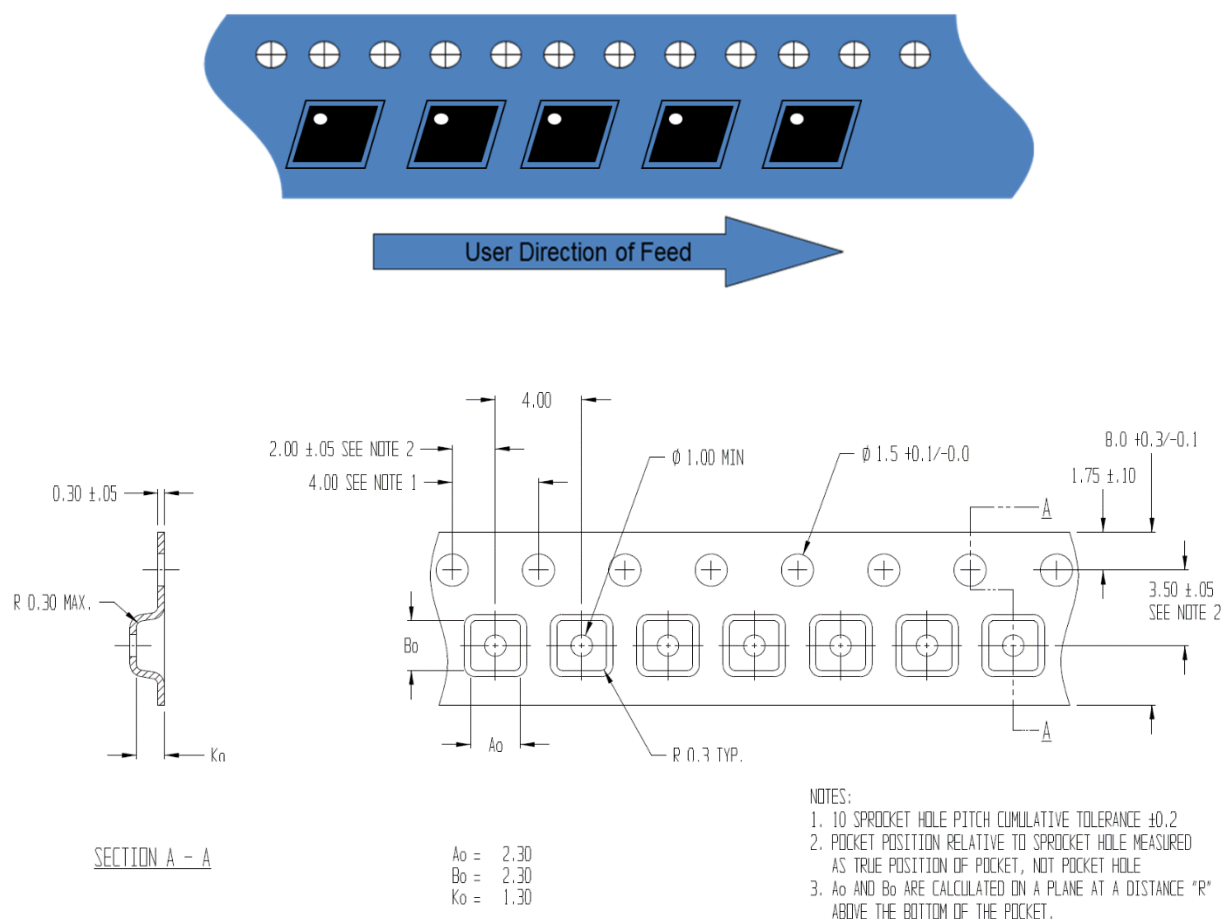 User Direction of Feed
4.00
2.00 ±.05 SEE NOTE 2
4.00 SEE NOTE 1
0.30 ±.05
R 0.30 MAX.
Ko
SECTION A - A
Ø 1.00 MIN
Ø 1.5 +0.1/-0.0
8.0 +0.3/-0.1
1.75 ±.10
A
3.50 ±.05
SEE NOTE 2
Bo
Ao
R 0.3 TYP.
A
Ao = 2.30
Bo = 2.30
Ko = 1.30
NOTES:
1. 10 SPROCKET HOLE PITCH CUMULATIVE TOLERANCE ±0.2
2. POCKET POSITION RELATIVE TO SPROCKET HOLE MEASURED
AS TRUE POSITION OF POCKET, NOT POCKET HOLE
3. Ao AND Bo ARE CALCULATED ON A PLANE AT A DISTANCE "R"
ABOVE THE BOTTOM OF THE POCKET.